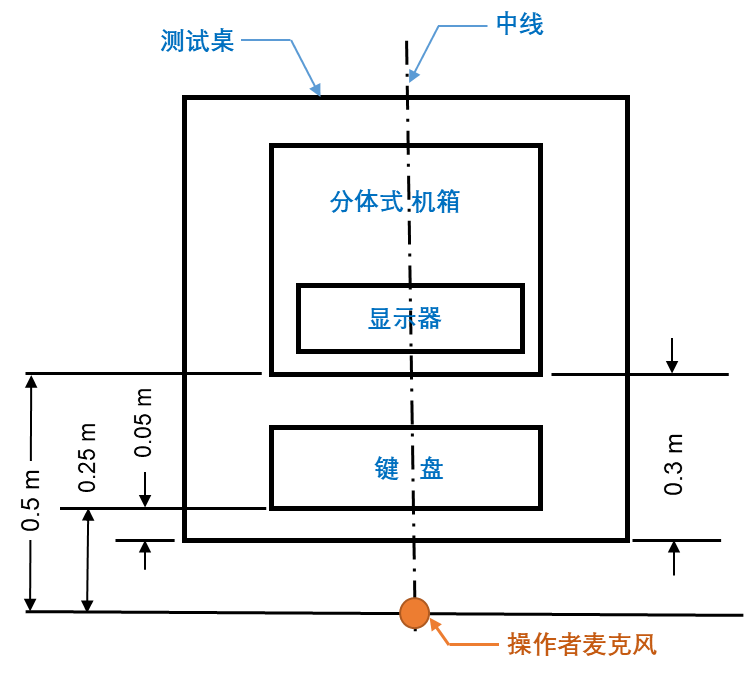 中线
测试桌
分体式 机箱
显示器
0.05 m
0.25 m
0.5 m
0.3 m
键 盘
操作者麦克风